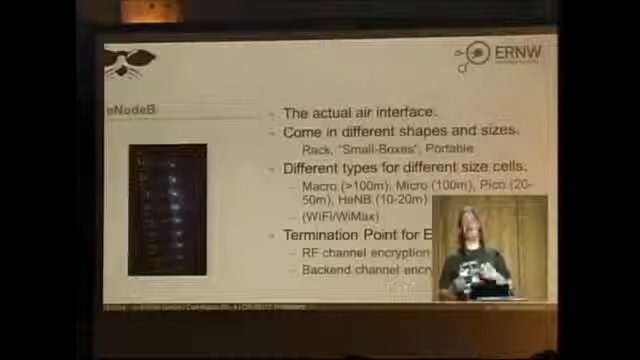 ERNW
eNodeB
- The actual air interface.
- Come in different shapes and sizes.
Rack, "Small-Boxes", Portable
- Different types for different size cells.
- Macro (>100m), Micro (100m), Pico (20-
50m), HeNB (10-20m)
- (WiFi/WiMax)
- Termination Point for E
- RF channel encryption
- Backend channel encry